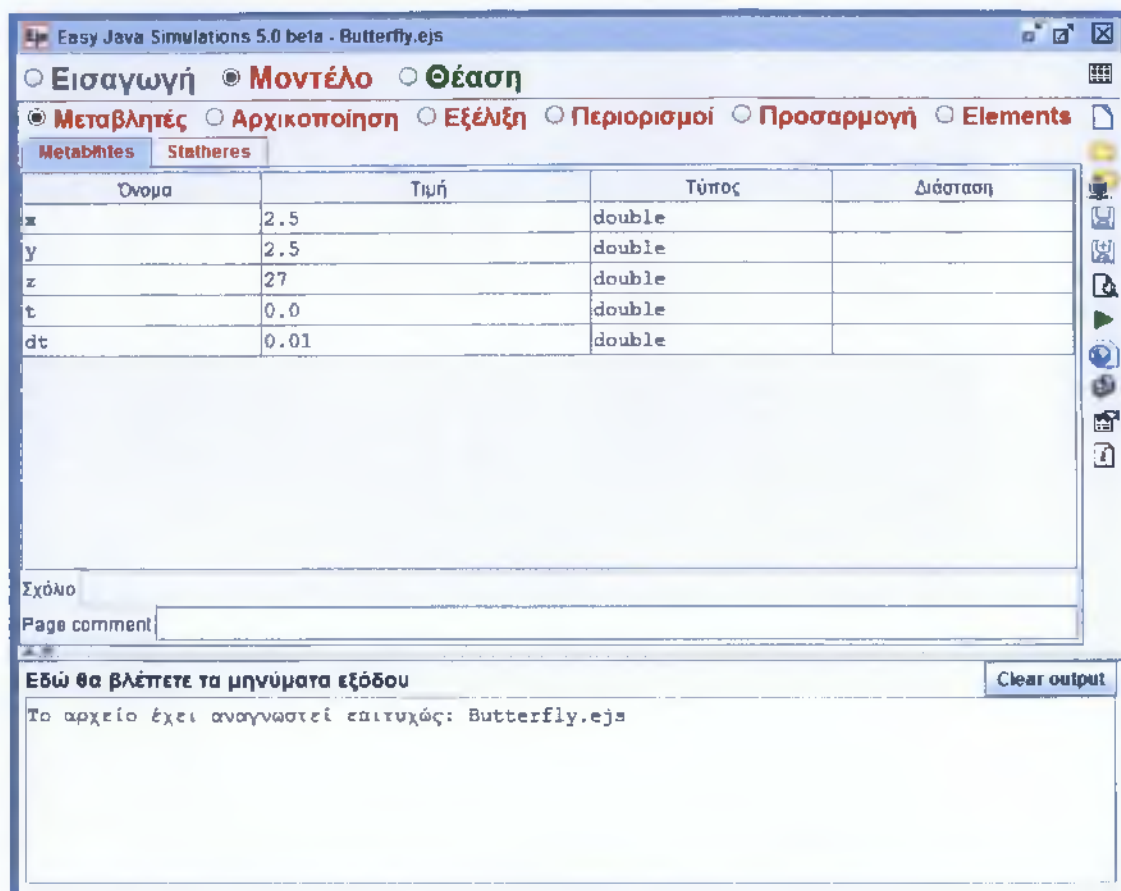 Ejs Easy Java Simulations 5.0 beta - Butterfly.ejs
Εισαγωγή Μοντέλο Θέαση
Μεταβλητές Αρχικοποίηση Εξέλιξη Περιορισμοί Προσαρμογή Elements
Metablhtes Statheres
Όνομα Τιμή Τύπος Διάσταση
x 2.5 double
y 2.5 double
z 27 double
t 0.0 double
dt 0.01 double
Σχόλιο
Page comment
Εδώ θα βλέπετε τα μηνύματα εξόδου Clear output
Το αρχείο έχει αναγνωστεί επιτυχώς: Butterfly.ejs